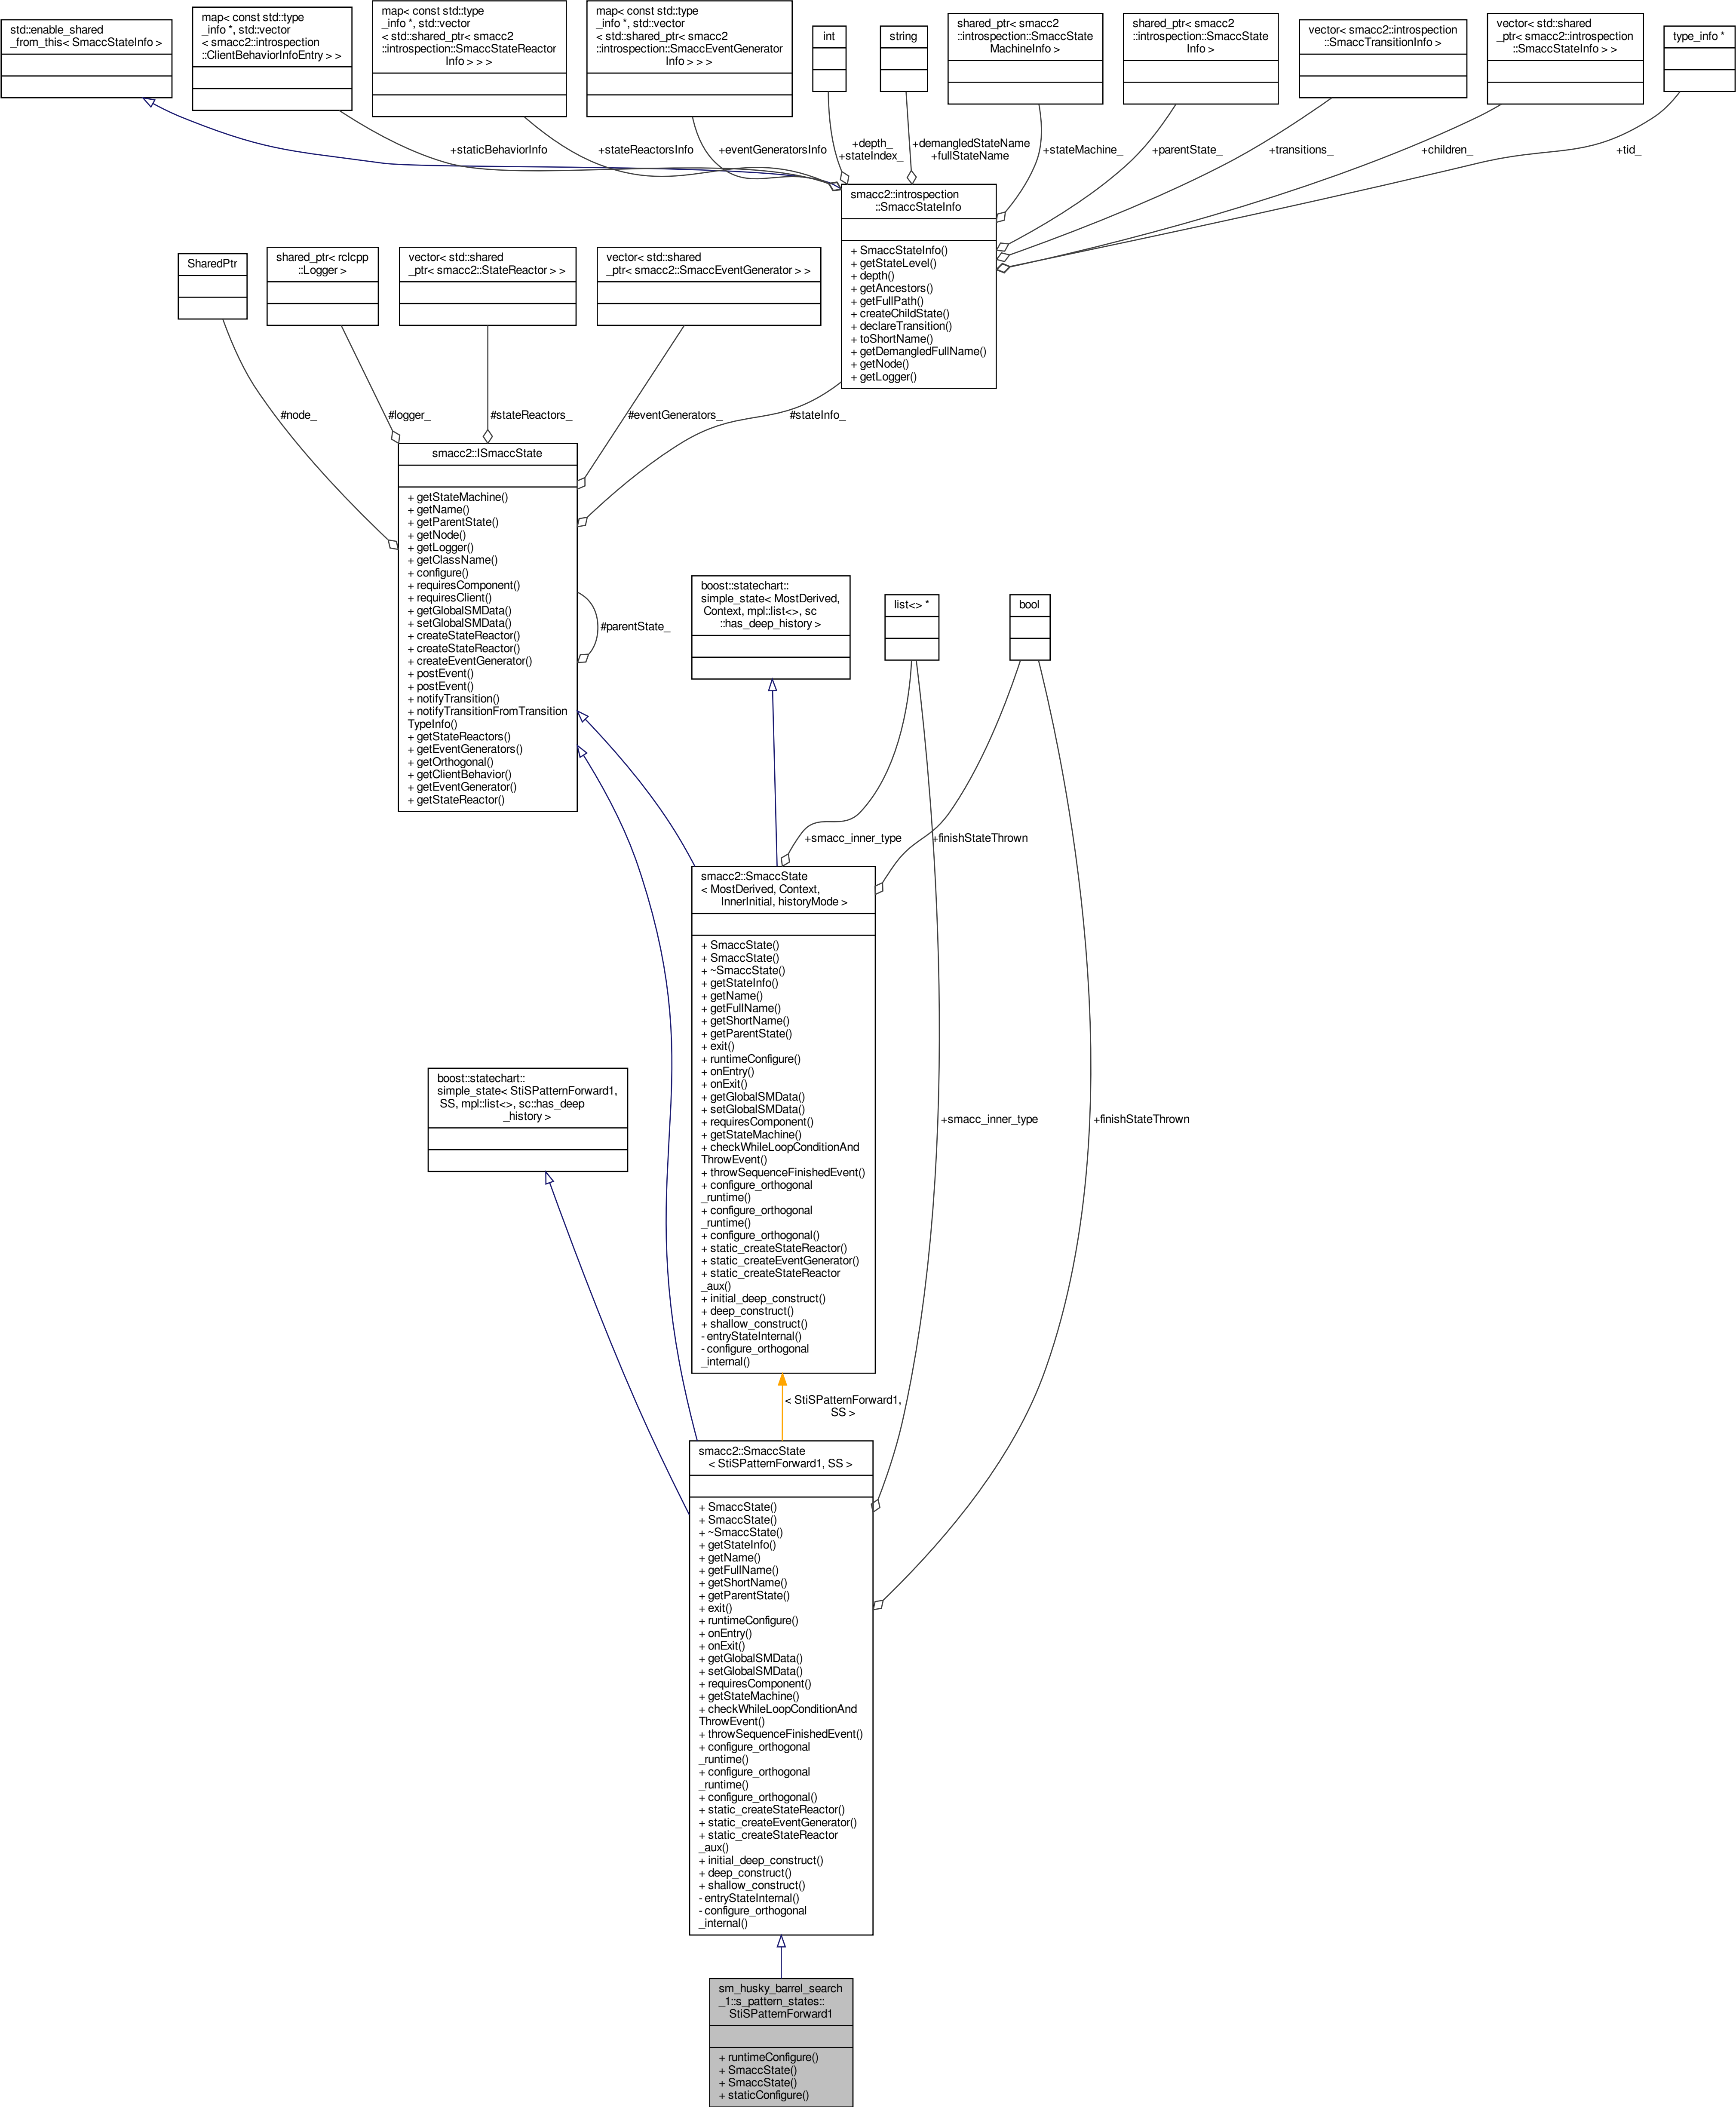 std::enable_shared
_from_this< SmaccStateInfo >
map< const std::type
_info *, std::vector
< smacc2::introspection
::ClientBehaviorInfoEntry > >
map< const std::type
_info *, std::vector
< std::shared_ptr< smacc2
::introspection::SmaccStateReactor
Info > > >
map< const std::type
_info *, std::vector
< std::shared_ptr< smacc2
::introspection::SmaccEventGenerator
Info > > >
int
string
shared_ptr< smacc2
::introspection::SmaccState
MachineInfo >
shared_ptr< smacc2
::introspection::SmaccState
Info >
vector< smacc2::introspection
::SmaccTransitionInfo >
vector< std::shared
_ptr< smacc2::introspection
::SmaccStateInfo > >
type_info *
+staticBehaviorInfo
+stateReactorsInfo
+eventGeneratorsInfo
+depth_
+stateIndex_
+demangledStateName
+fullStateName
+stateMachine_
+parentState_
+transitions_
+children_
+tid_
smacc2::introspection
::SmaccStateInfo
+ SmaccStateInfo()
+ getStateLevel()
+ depth()
+ getAncestors()
+ getFullPath()
+ createChildState()
+ declareTransition()
+ toShortName()
+ getDemangledFullName()
+ getNode()
+ getLogger()
SharedPtr
shared_ptr< rclcpp
::Logger >
vector< std::shared
_ptr< smacc2::StateReactor > >
vector< std::shared
_ptr< smacc2::SmaccEventGenerator > >
#node_
#logger_
#stateReactors_
#eventGenerators_
#stateInfo_
smacc2::ISmaccState
+ getStateMachine()
+ getName()
+ getParentState()
+ getNode()
+ getLogger()
+ getClassName()
+ configure()
+ requiresComponent()
+ requiresClient()
+ getGlobalSMData()
+ setGlobalSMData()
+ createStateReactor()
+ createStateReactor()
+ createEventGenerator()
+ postEvent()
+ postEvent()
+ notifyTransition()
+ notifyTransitionFromTransition
TypeInfo()
+ getStateReactors()
+ getEventGenerators()
+ getOrthogonal()
+ getClientBehavior()
+ getEventGenerator()
+ getStateReactor()
#parentState_
boost::statechart::
simple_state< MostDerived,
Context, mpl::list<>, sc
::has_deep_history >
list<> *
bool
+smacc_inner_type
+finishStateThrown
smacc2::SmaccState
< MostDerived, Context,
InnerInitial, historyMode >
+ SmaccState()
+ SmaccState()
+ ~SmaccState()
+ getStateInfo()
+ getName()
+ getFullName()
+ getShortName()
+ getParentState()
+ exit()
+ runtimeConfigure()
+ onEntry()
+ onExit()
+ getGlobalSMData()
+ setGlobalSMData()
+ requiresComponent()
+ getStateMachine()
+ checkWhileLoopConditionAnd
ThrowEvent()
+ throwSequenceFinishedEvent()
+ configure_orthogonal
_runtime()
+ configure_orthogonal
_runtime()
+ configure_orthogonal()
+ static_createStateReactor()
+ static_createEventGenerator()
+ static_createStateReactor
_aux()
+ initial_deep_construct()
+ deep_construct()
+ shallow_construct()
- entryStateInternal()
- configure_orthogonal
_internal()
boost::statechart::
simple_state< StiSPatternForward1,
SS, mpl::list<>, sc::has_deep
_history >
+smacc_inner_type
+finishStateThrown
< StiSPatternForward1,
SS >
smacc2::SmaccState
< StiSPatternForward1, SS >
+ SmaccState()
+ SmaccState()
+ ~SmaccState()
+ getStateInfo()
+ getName()
+ getFullName()
+ getShortName()
+ getParentState()
+ exit()
+ runtimeConfigure()
+ onEntry()
+ onExit()
+ getGlobalSMData()
+ setGlobalSMData()
+ requiresComponent()
+ getStateMachine()
+ checkWhileLoopConditionAnd
ThrowEvent()
+ throwSequenceFinishedEvent()
+ configure_orthogonal
_runtime()
+ configure_orthogonal
_runtime()
+ configure_orthogonal()
+ static_createStateReactor()
+ static_createEventGenerator()
+ static_createStateReactor
_aux()
+ initial_deep_construct()
+ deep_construct()
+ shallow_construct()
- entryStateInternal()
- configure_orthogonal
_internal()
sm_husky_barrel_search
_1::s_pattern_states::
StiSPatternForward1
+ runtimeConfigure()
+ SmaccState()
+ SmaccState()
+ staticConfigure()